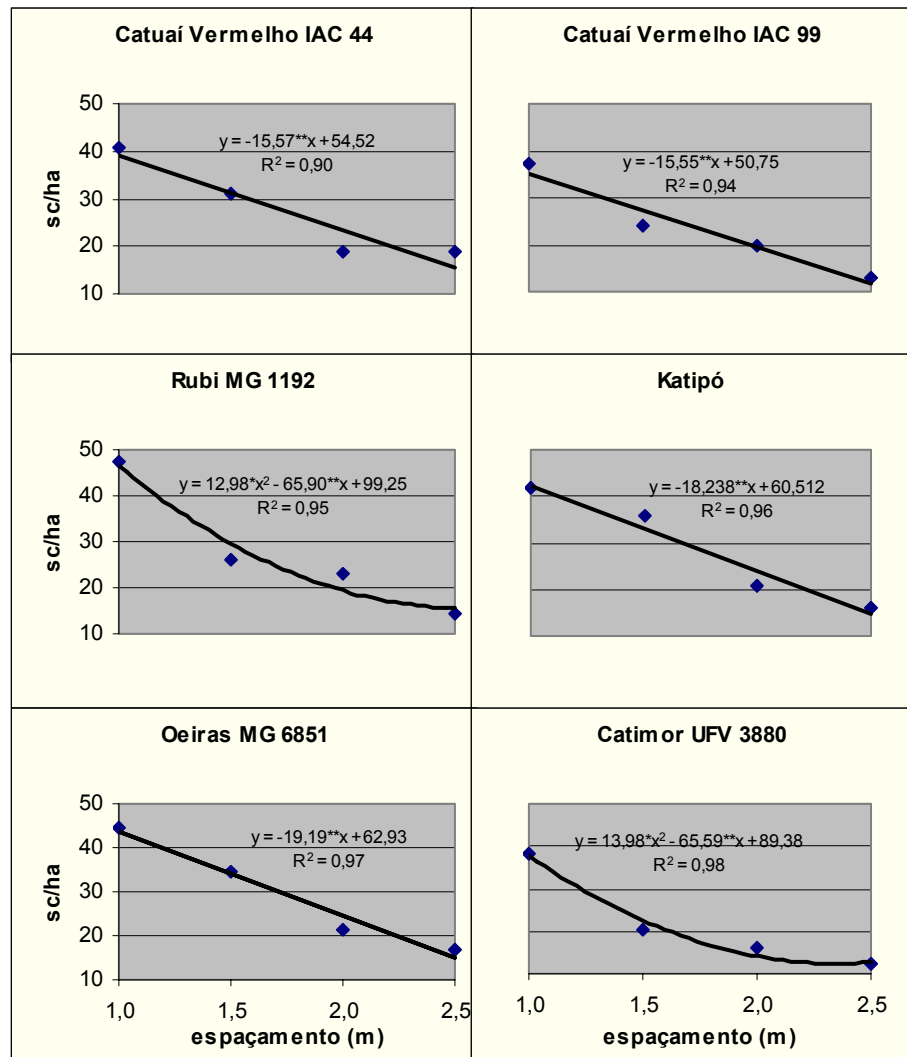 Catuaí Vermelho IAC 44
50
40
30
20
10
sc/ha
y = -15,57**x + 54,52
R² = 0,90
Catuaí Vermelho IAC 99
y = -15,55**x + 50,75
R² = 0,94
Rubi MG 1192
50
40
30
20
10
sc/ha
y = 12,98*x² - 65,90**x + 99,25
R² = 0,95
Katipó
y = -18,238**x + 60,512
R² = 0,96
Oeiras MG 6851
50
40
30
20
10
sc/ha
y = -19,19**x + 62,93
R² = 0,97
1,0 1,5 2,0 2,5
espaçamento (m)
Catimor UFV 3880
y = 13,98*x² - 65,59**x + 89,38
R² = 0,98
1,0 1,5 2,0 2,5
espaçamento (m)